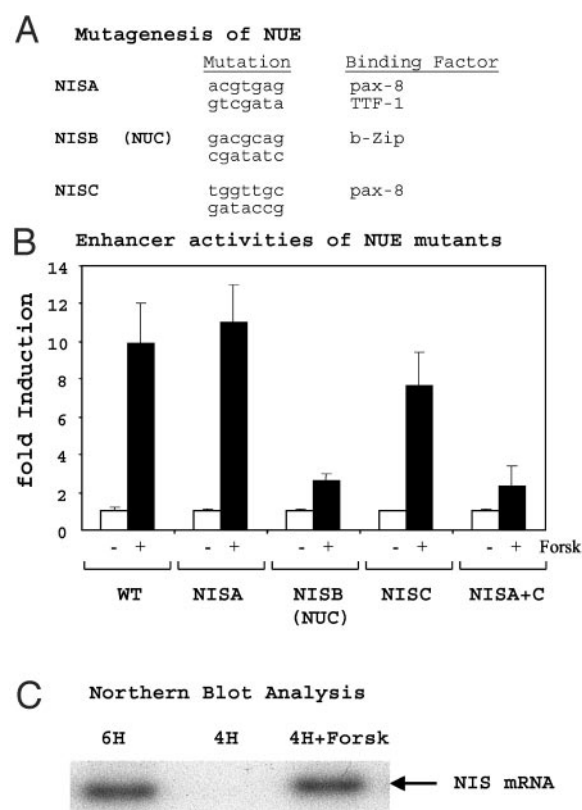 A Mutagenesis of NUE
Mutation Binding Factor
NISA acgtgag pax-8
gtcgata TTF-1
NISB (NUC) gacgcag b-Zip
cgatatc
NISC tggttgc pax-8
gataccg
B Enhancer activities of NUE mutants
fold Induction
14
12
10
8
6
4
2
0
- + - + - + - + - + Forsk
WT NISA NISB NISC NISA+C
(NUC)
C Northern Blot Analysis
6H 4H 4H+Forsk
NIS mRNA